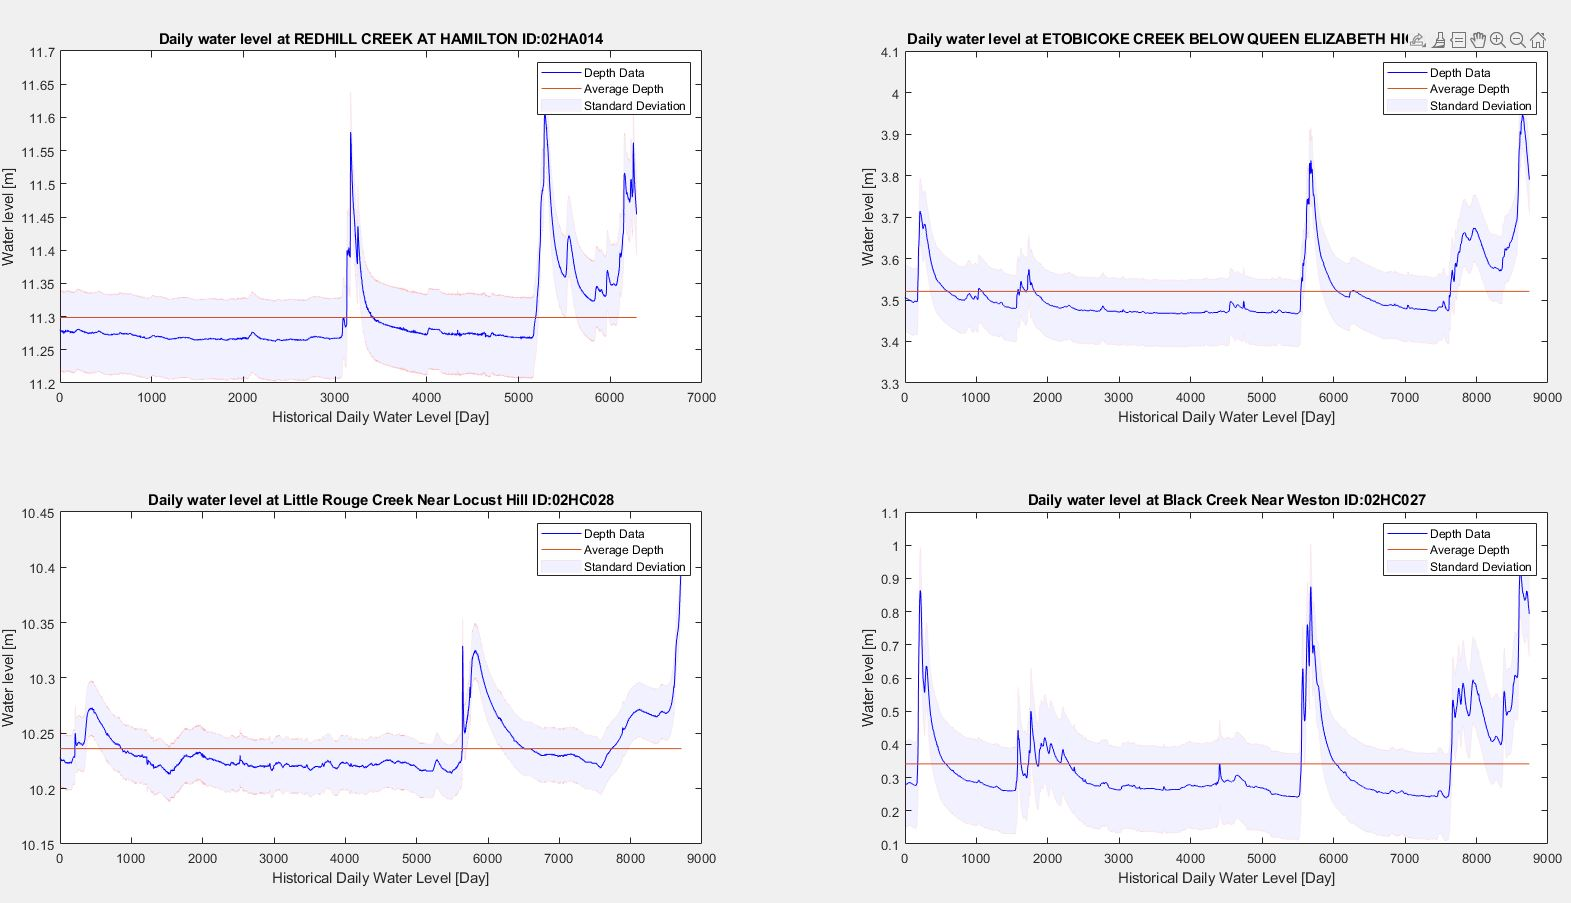 Daily water level at REDHILL CREEK AT HAMILTON ID:02HA014
11.7
11.65
11.6
11.55
11.5
11.45
11.4
11.35
11.3
11.25
11.2
Water level [m]
Depth Data
Average Depth
Standard Deviation
0 1000 2000 3000 4000 5000 6000 7000
Historical Daily Water Level [Day]
Daily water level at ETOBICOKE CREEK BELOW QUEEN ELIZABETH
4.1
4
3.9
3.8
3.7
3.6
3.5
3.4
3.3
Water level [m]
Depth Data
Average Depth
Standard Deviation
0 1000 2000 3000 4000 5000 6000 7000 8000 9000
Historical Daily Water Level [Day]
Daily water level at Little Rouge Creek Near Locust Hill ID:02HC028
10.45
10.4
10.35
10.3
10.25
10.2
10.15
Water level [m]
Depth Data
Average Depth
Standard Deviation
0 1000 2000 3000 4000 5000 6000 7000 8000 9000
Historical Daily Water Level [Day]
Daily water level at Black Creek Near Weston ID:02HC027
1.1
1
0.9
0.8
0.7
0.6
0.5
0.4
0.3
0.2
0.1
Water level [m]
Depth Data
Average Depth
Standard Deviation
0 1000 2000 3000 4000 5000 6000 7000 8000 9000
Historical Daily Water Level [Day]